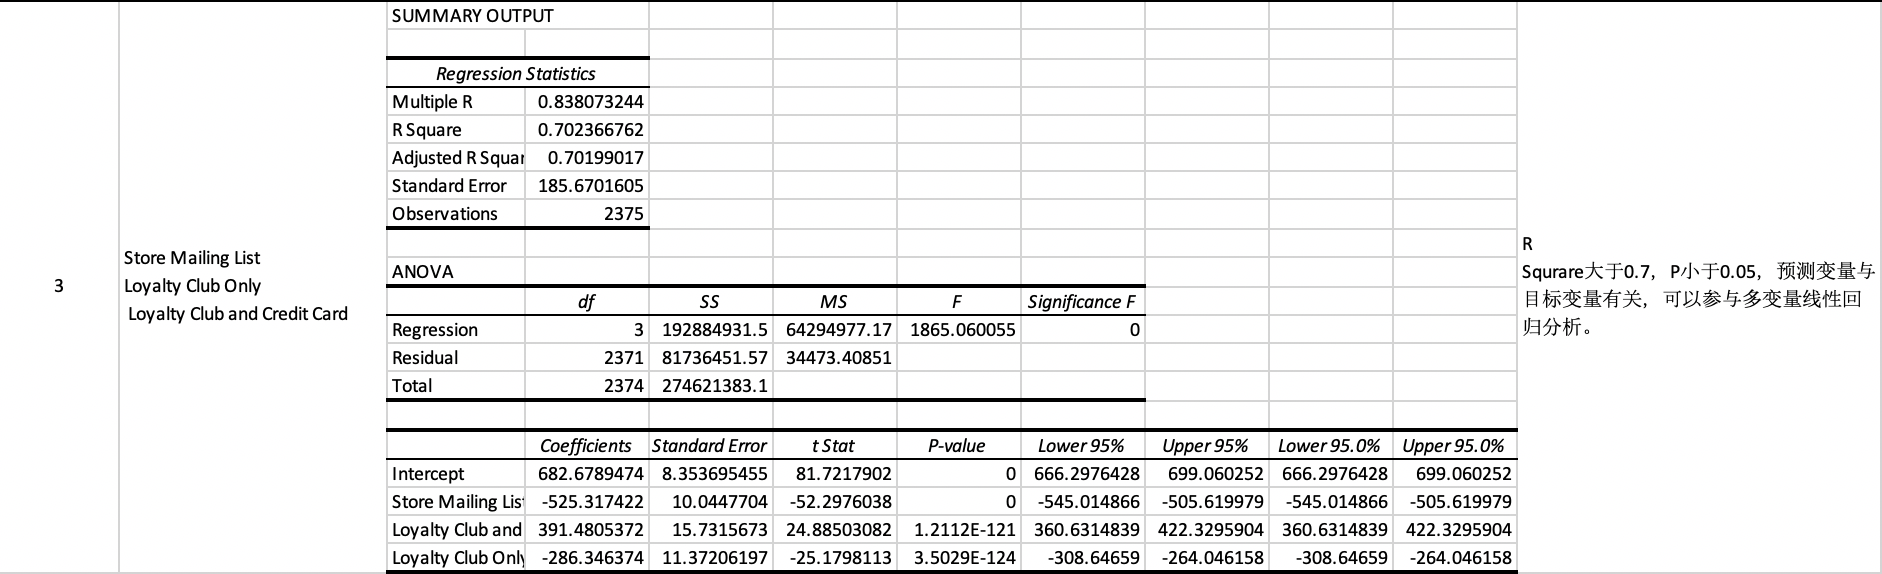 SUMMARY OUTPUT
Regression Statistics
Multiple R 0.838073244
R Square 0.702366762
Adjusted R Squar 0.70199017
Standard Error 185.6701605
Observations 2375
ANOVA
df SS MS F Significance F
Regression 3 192884931.5 64294977.17 1865.060055 0
Residual 2371 81736451.57 34473.40851
Total 2374 274621383.1
Coefficients Standard Error t Stat P-value Lower 95% Upper 95% Lower 95.0% Upper 95.0%
Intercept 682.6789474 8.353695455 81.7217902 0 666.2976428 699.060252 666.2976428 699.060252
Store Mailing List -525.317422 10.0447704 -52.2976038 0 -545.014866 -505.619979 -545.014866 -505.619979
Loyalty Club and 391.4805372 15.7315673 24.88503082 1.2112E-121 360.6314839 422.3295904 360.6314839 422.3295904
Loyalty Club Only -286.346374 11.37206197 -25.1798113 3.5029E-124 -308.64659 -264.046158 -308.64659 -264.046158
3
Store Mailing List
Loyalty Club Only
Loyalty Club and Credit Card
R
Squrare大于0.7，P小于0.05，预测变量与
目标变量有关，可以参与多变量线性回
归分析。